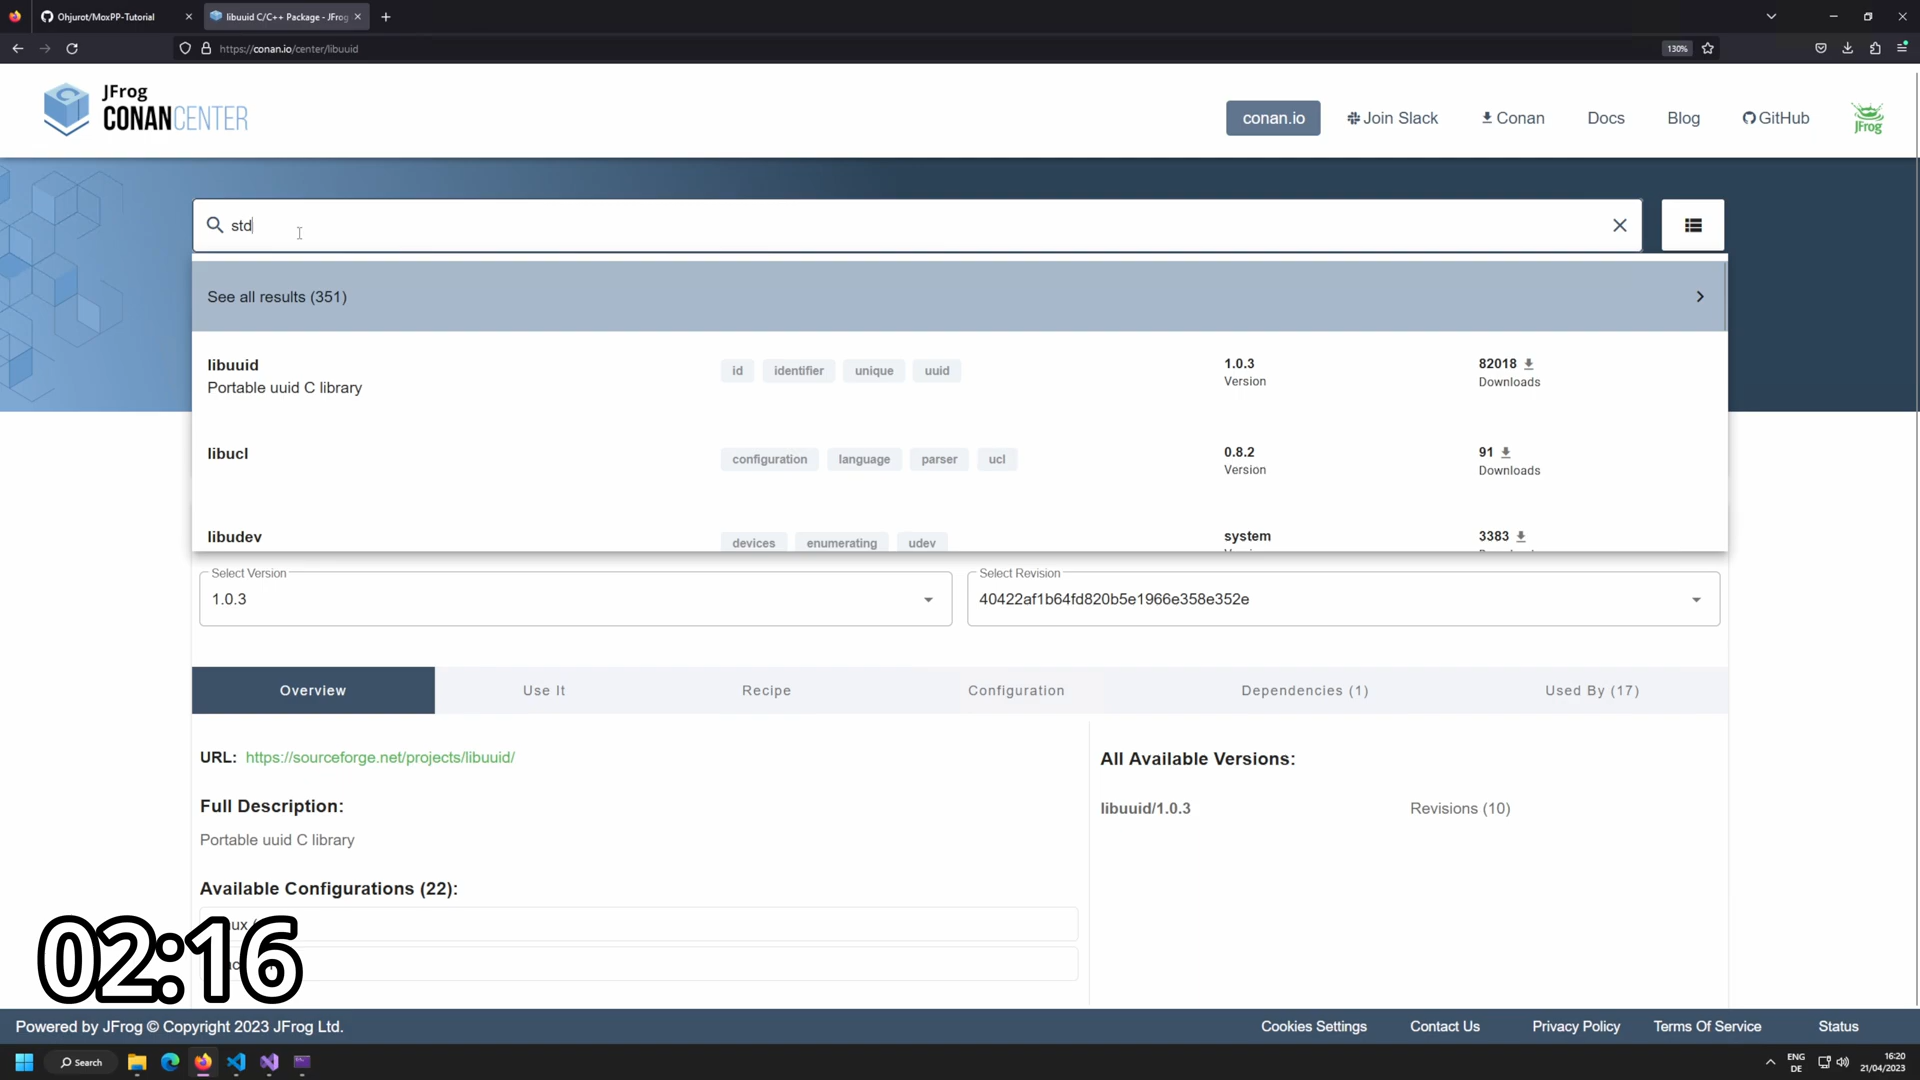 Ohjurot/MoxPP-Tutorial
libuuid C/C++ Package - JFrog
https://conan.io/center/libuuid
130%
JFrog
CONANCENTER
conan.io
Join Slack
Conan
Docs
Blog
GitHub
JFrog
std
See all results (351)
libuuid
Portable uuid C library
id
identifier
unique
uuid
1.0.3
Version
82018
Downloads
libucl
configuration
language
parser
ucl
0.8.2
Version
91
Downloads
libudev
devices
enumerating
udev
system
3383
Select Version
1.0.3
Select Revision
40422af1b64fd820b5e1966e358e352e
Overview
Use It
Recipe
Configuration
Dependencies (1)
Used By (17)
URL: https://sourceforge.net/projects/libuuid/
Full Description:
Portable uuid C library
Available Configurations (22):
All Available Versions:
libuuid/1.0.3
Revisions (10)
02:16
Powered by JFrog © Copyright 2023 JFrog Ltd.
Cookies Settings
Contact Us
Privacy Policy
Terms Of Service
Status
Search
ENG
DE
16:20
21/04/2023